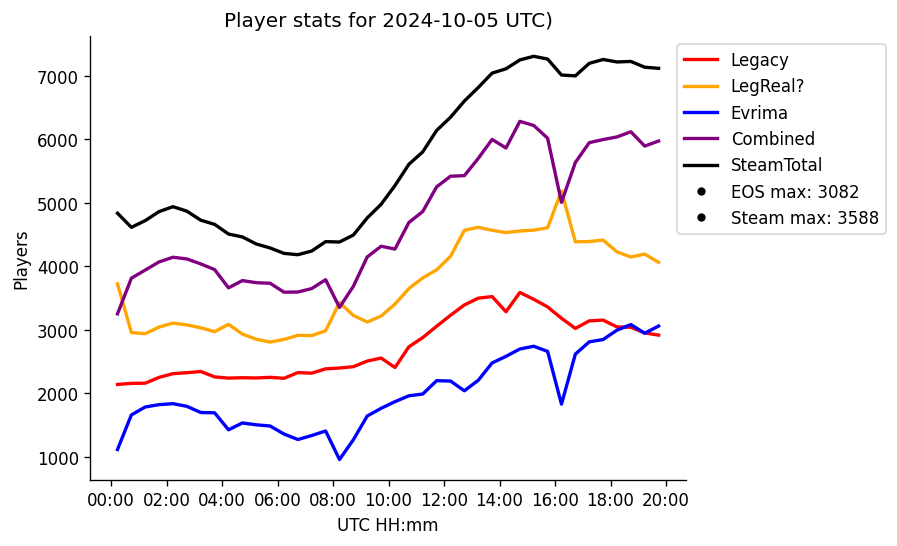 Player stats for 2024-10-05 UTC)
Legacy
LegReal?
Evrima
Combined
SteamTotal
EOS max: 3082
Steam max: 3588
Players
7000
6000
5000
4000
3000
2000
1000
00:00 02:00 04:00 06:00 08:00 10:00 12:00 14:00 16:00 18:00 20:00
UTC HH:mm